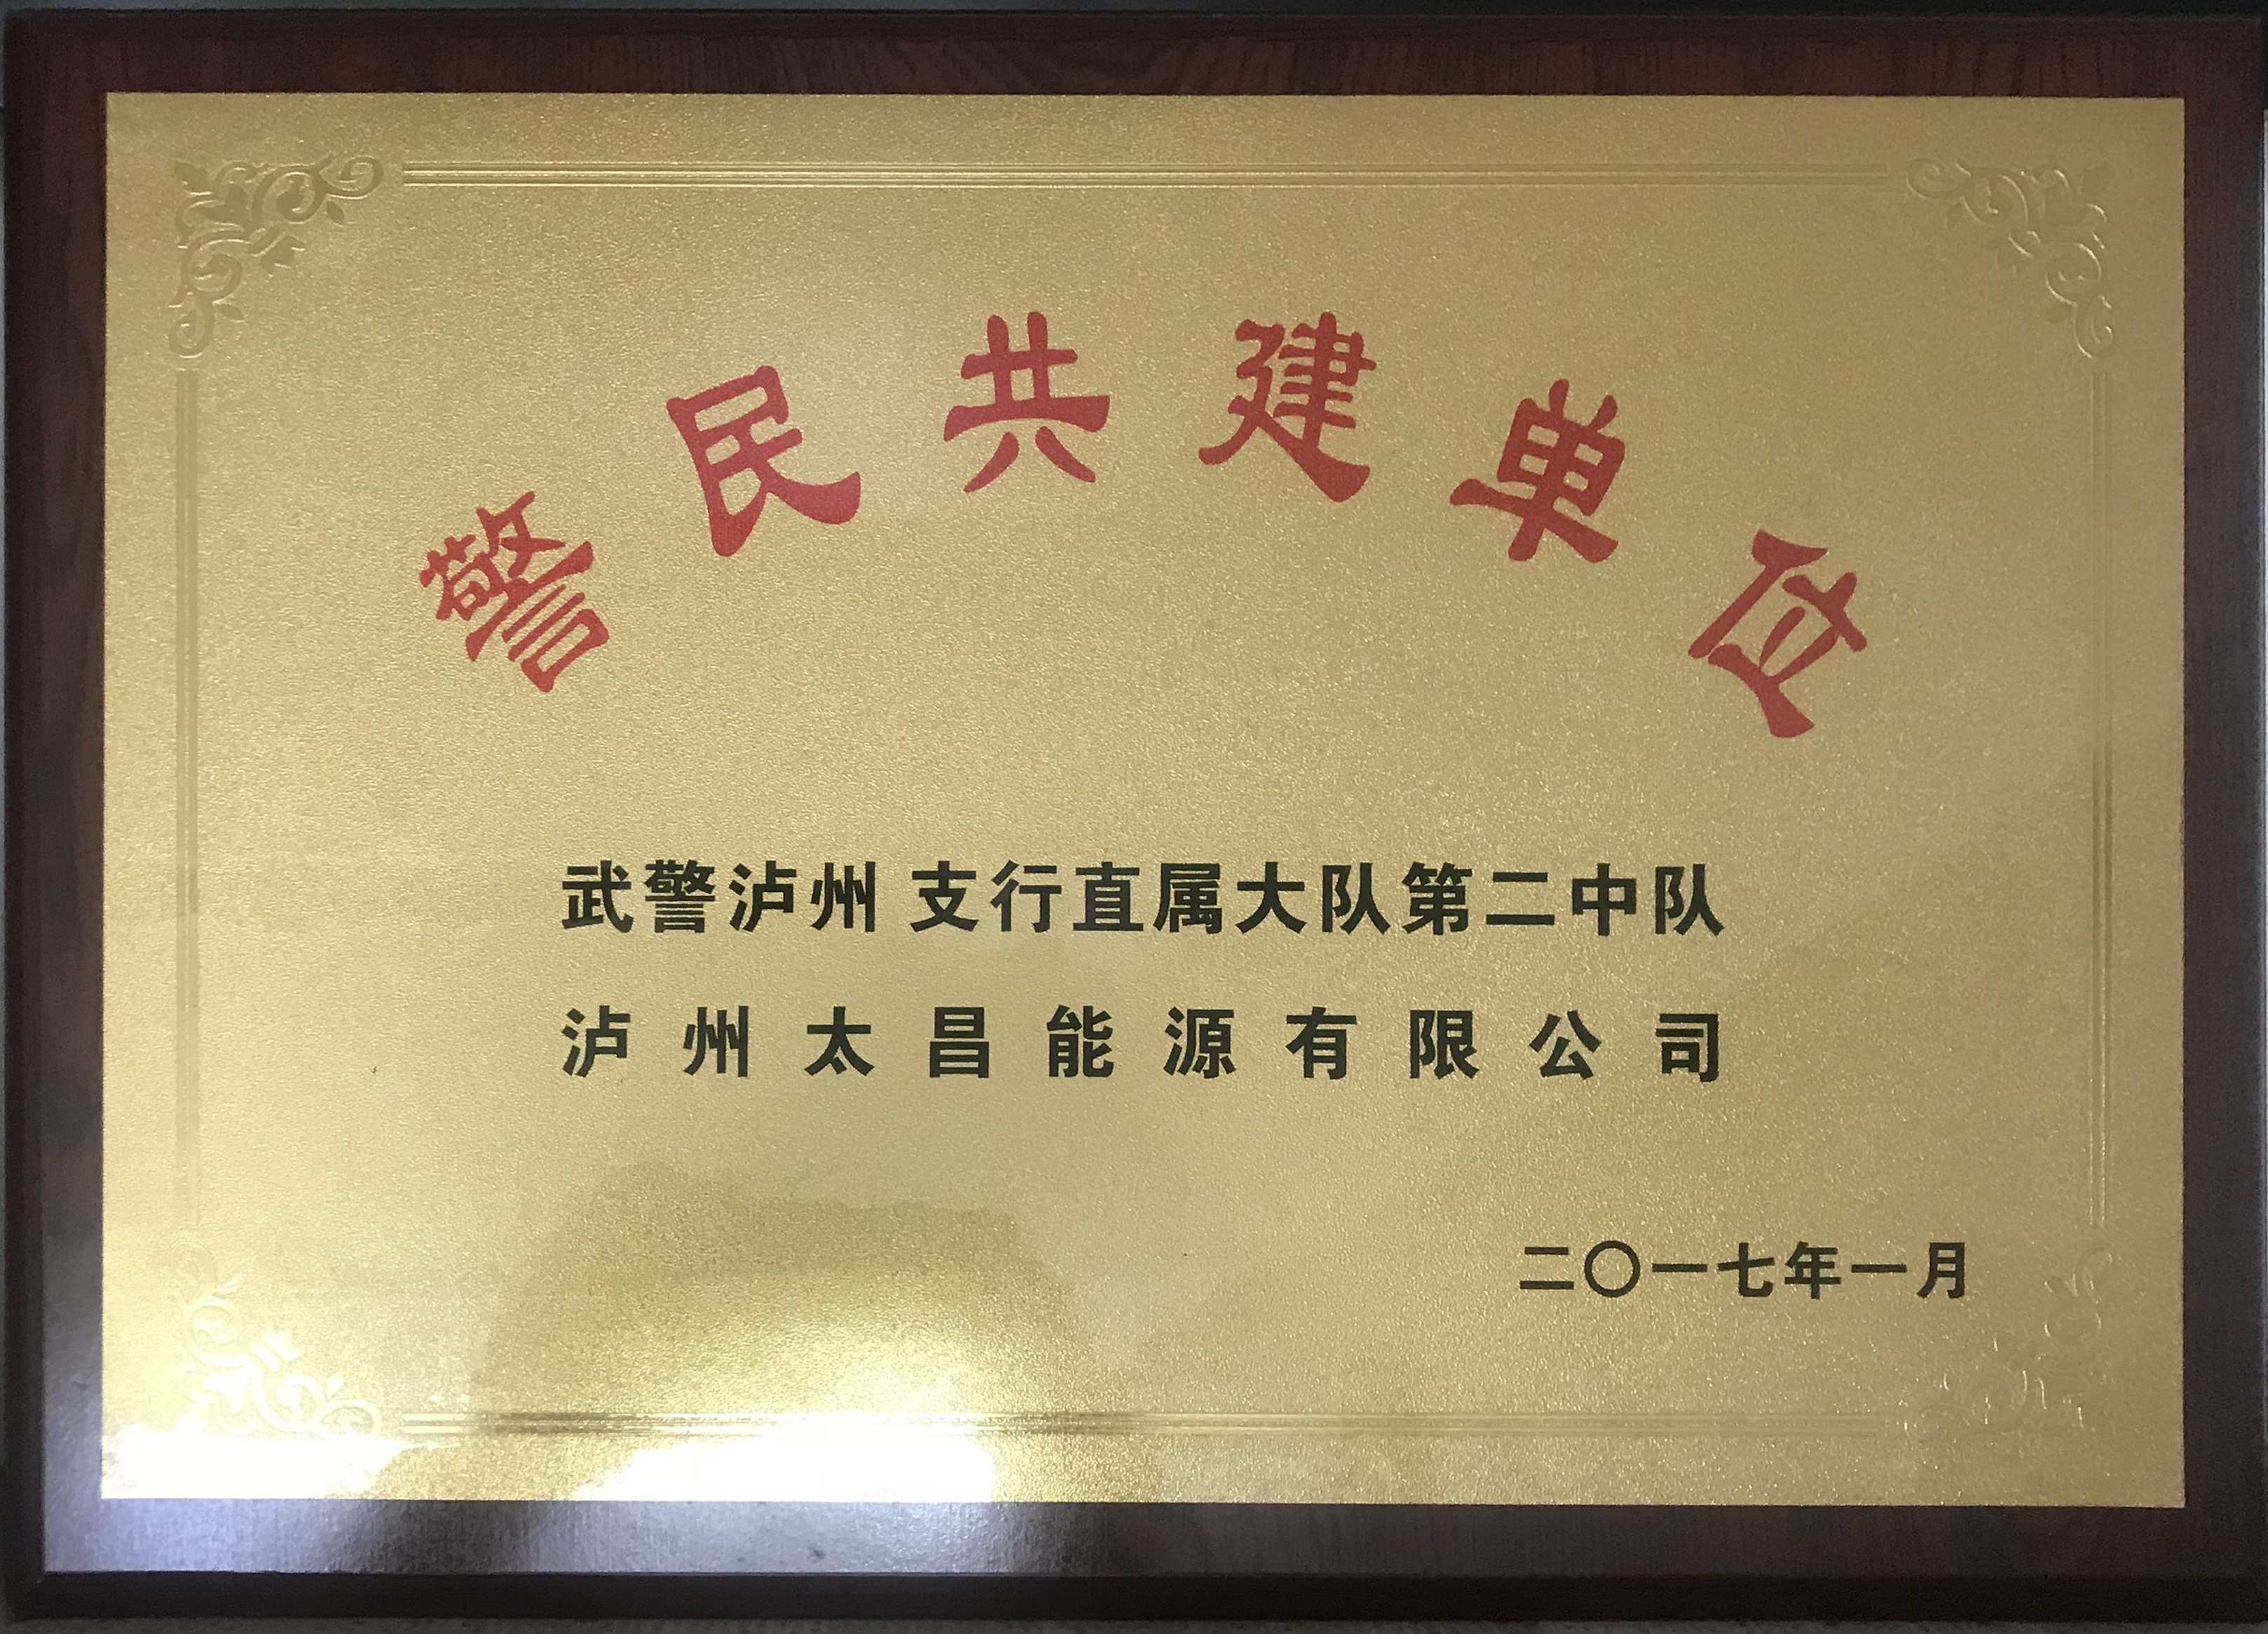 警民共建单位
武警泸州支行直属大队第二中队
泸州太昌能源有限公司
二〇一七年一月